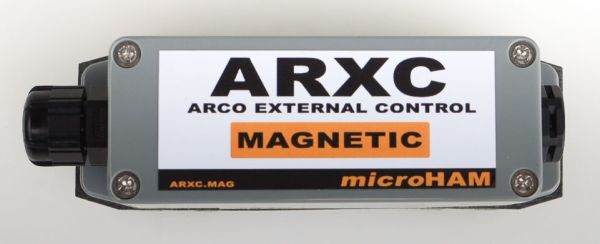 ARXC
ARCO EXTERNAL CONTROL
MAGNETIC
ARXC.MAG microHAM